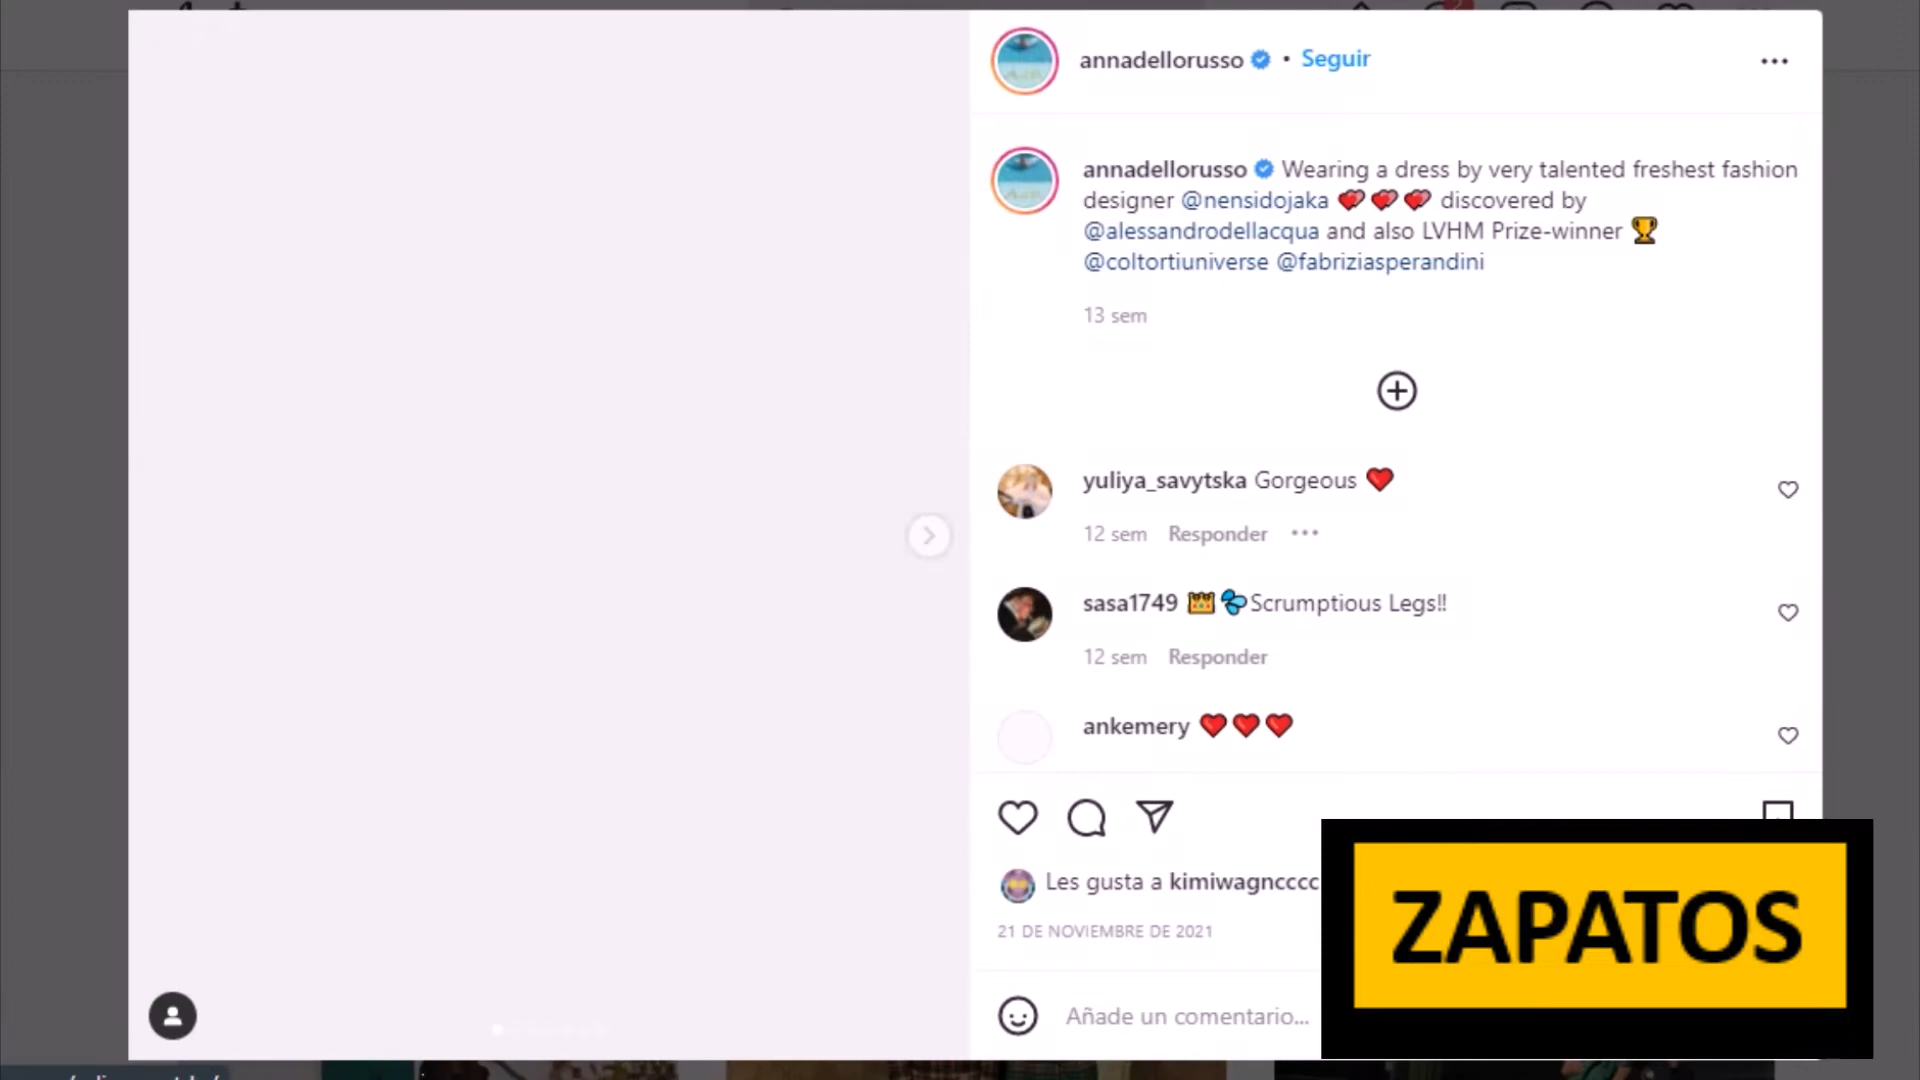 annadellorusso • Seguir
annadellorusso Wearing a dress by very talented freshest fashion
designer @nensidojaka 💕💕💕 discovered by
@alessandrodellacqua and also LVHM Prize-winner 🏆
@coltortiuniverse @fabriziasperandini
13 sem
yuliya_savytska Gorgeous ❤️
12 sem Responder •••
sasa1749 👑💦Scrumptious Legs!!
12 sem Responder
ankemery ❤️❤️❤️
Les gusta a kimiwagncccc
21 DE NOVIEMBRE DE 2021
Añade un comentario...
ZAPATOS